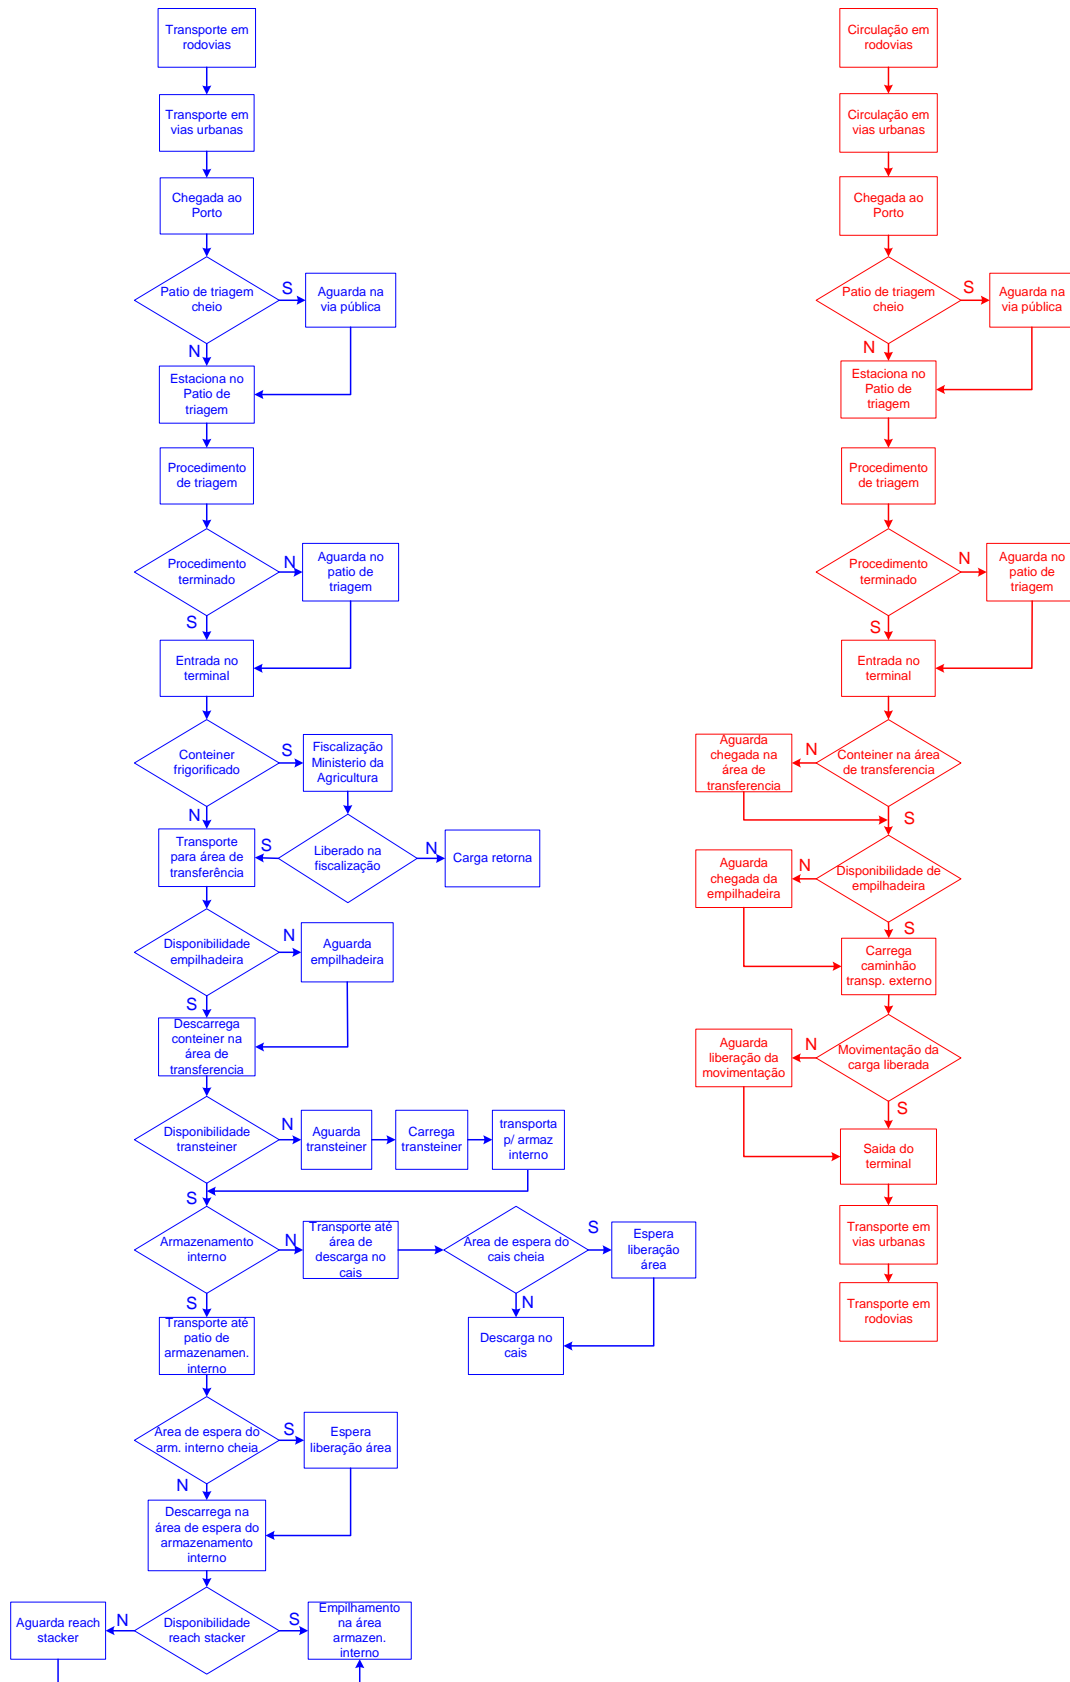 Transporte em
rodovias
Transporte em
vias urbanas
Chegada ao
Porto
Patio de triagem
cheio
S
Aguarda na
via pública
N
Estaciona no
Patio de
triagem
Procedimento
de triagem
Procedimento
terminado
N
Aguarda no
patio de
triagem
S
Entrada no
terminal
Conteiner
frigorificado
S
Fiscalização
Ministerio da
Agricultura
N
Transporte
para área de
transferência
S
Liberado na
fiscalização
N
Carga retorna
Disponibilidade
empilhadeira
N
Aguarda
empilhadeira
S
Descarrega
conteiner na
área de
transferencia
Disponibilidade
transteiner
N
Aguarda
transteiner
Carrega
transteiner
transporta
p/ armaz
interno
S
Armazenamento
interno
N
Transporte até
área de
descarga no
cais
Area de espera do
cais cheia
S
Espera
liberação
área
N
Descarga no
cais
S
Transporte até
patio de
armazenamen.
interno
Area de espera do
arm. interno cheia
S
Espera
liberação área
N
Descarrega na
área de espera do
armazenamento
interno
Aguarda reach
stacker
N
Disponibilidade
reach stacker
S
Empilhamento
na área
armazen.
interno
Circulação em
rodovias
Circulação em
vias urbanas
Chegada ao
Porto
Patio de triagem
cheio
S
Aguarda na
via pública
N
Estaciona no
Patio de
triagem
Procedimento
de triagem
Procedimento
terminado
N
Aguarda no
patio de
triagem
S
Entrada no
terminal
Aguarda
chegada na
área de
transferencia
N
Conteiner na área
de transferencia
S
Aguarda
chegada da
empilhadeira
N
Disponibilidade de
empilhadeira
S
Carrega
caminhão
transp. externo
Aguarda
liberação da
movimentação
N
Movimentação da
carga liberada
S
Saida do
terminal
Transporte em
vias urbanas
Transporte em
rodovias